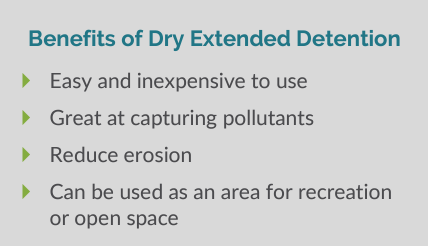 Benefits of Dry Extended Detention
Easy and inexpensive to use
Great at capturing pollutants
Reduce erosion
Can be used as an area for recreation
or open space